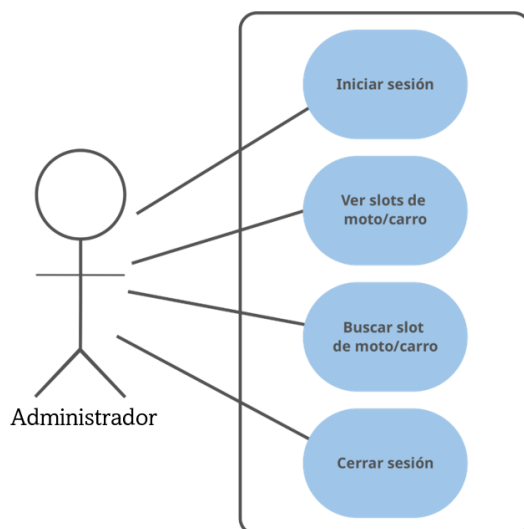 Iniciar sesión
Ver slots de
moto/carro
Buscar slot
de moto/carro
Administrador
Cerrar sesión